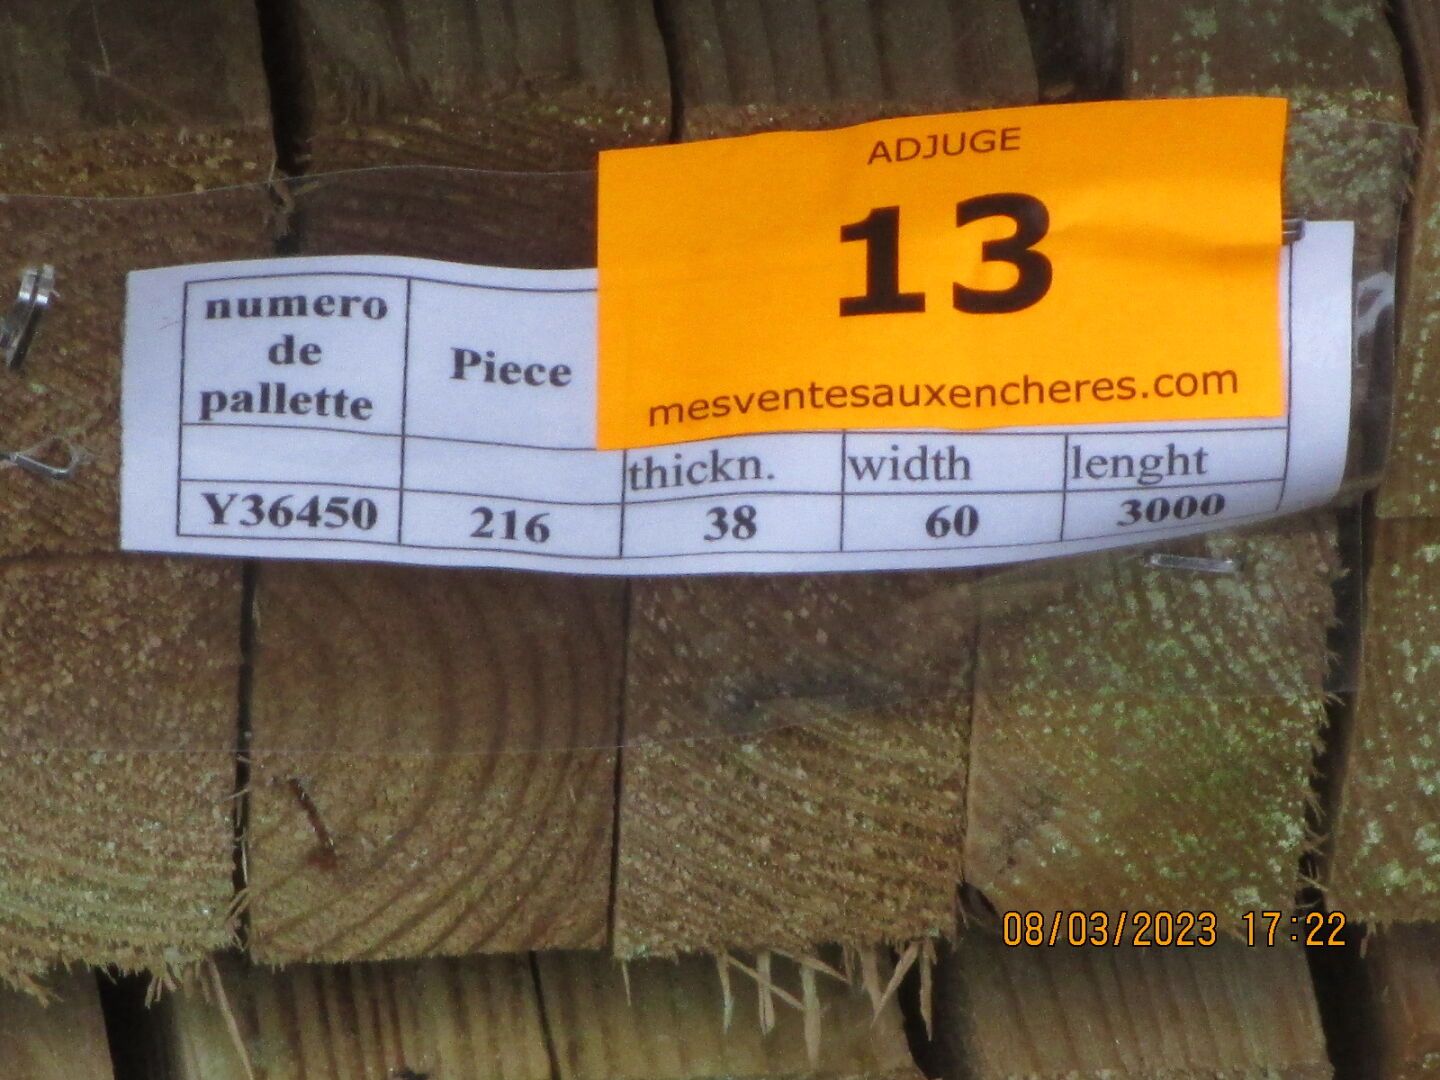 ADJUGE
13
mesventesauxencheres.com
numero
de
pallette
Piece
thickn. width lenght
Y36450 216 38 60 3000
08/03/2023 17:22